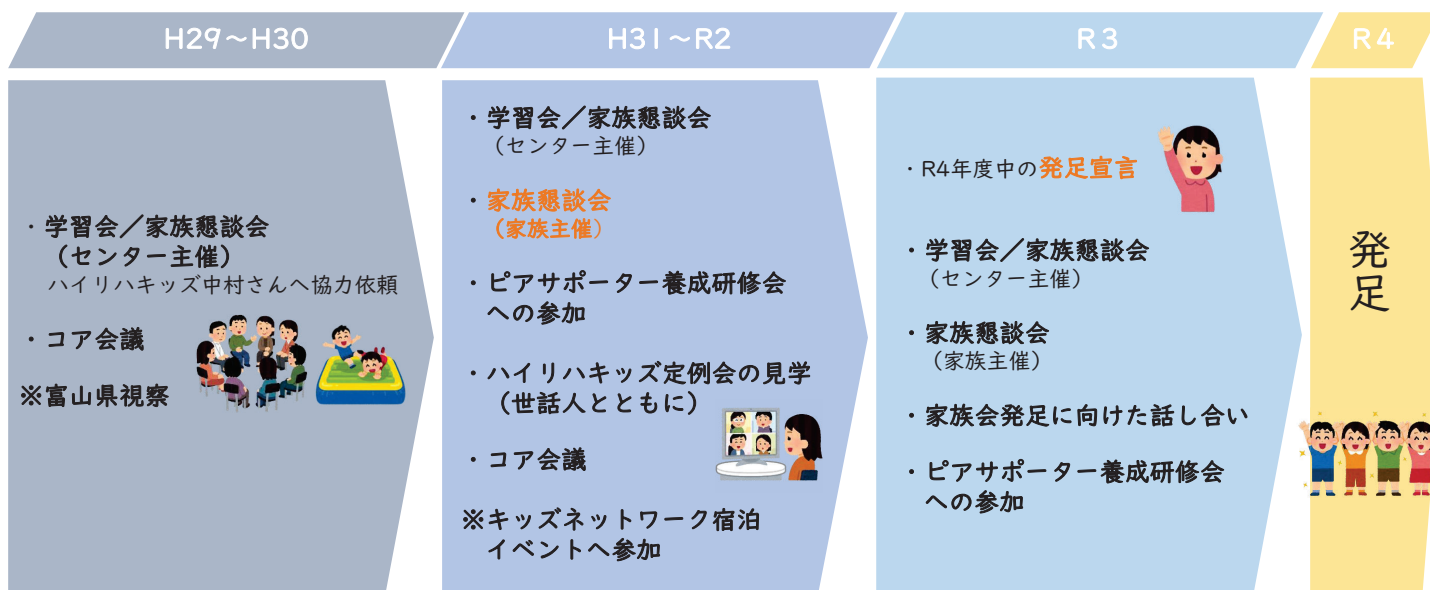 H29～H30
・学習会／家族懇談会
（センター主催）
ハイリハキッズ中村さんへ協力依頼
・コア会議
※富山県視察
H31～R2
・学習会／家族懇談会
（センター主催）
・家族懇談会
（家族主催）
・ピアサポーター養成研修会
への参加
・ハイリハキッズ定例会の見学
（世話人とともに）
・コア会議
※キッズネットワーク宿泊
イベントへ参加
R３
・R4年度中の発足宣言
・学習会／家族懇談会
（センター主催）
・家族懇談会
（家族主催）
・家族会発足に向けた話し合い
・ピアサポーター養成研修会
への参加
R４
発足